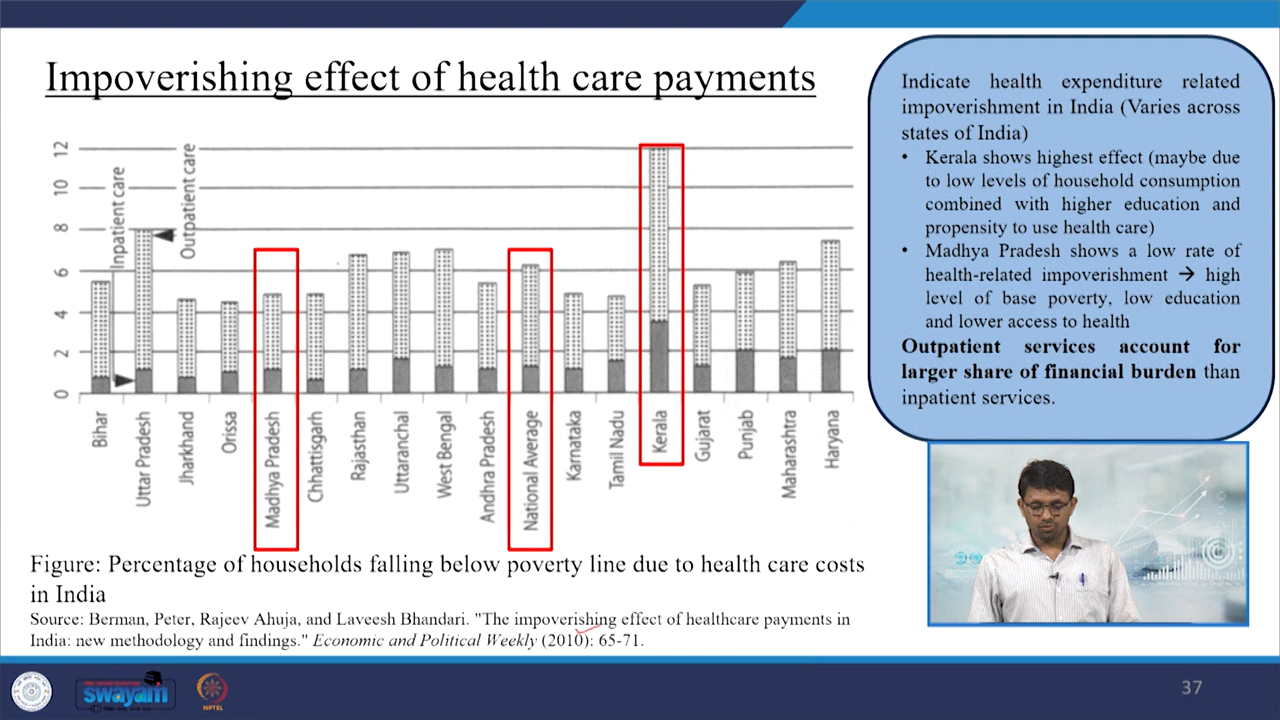 Impoverishing effect of health care payments
12
10
8
6
4
2
0
Inpatient care
Outpatient care
Bihar
Uttar Pradesh
Jharkhand
Orissa
Madhya Pradesh
Chhattisgarh
Rajasthan
Uttaranchal
West Bengal
Andhra Pradesh
National Average
Karnataka
Tamil Nadu
Kerala
Gujarat
Punjab
Maharashtra
Haryana
Figure: Percentage of households falling below poverty line due to health care costs
in India
Source: Berman, Peter, Rajeev Ahuja, and Laveesh Bhandari. "The impoverishing effect of healthcare payments in
India: new methodology and findings." Economic and Political Weekly (2010): 65-71.
Indicate health expenditure related
impoverishment in India (Varies across
states of India)
• Kerala shows highest effect (maybe due
to low levels of household consumption
combined with higher education and
propensity to use health care)
• Madhya Pradesh shows a low rate of
health-related impoverishment → high
level of base poverty, low education
and lower access to health
Outpatient services account for
larger share of financial burden than
inpatient services.
swayam
NPTEL
37